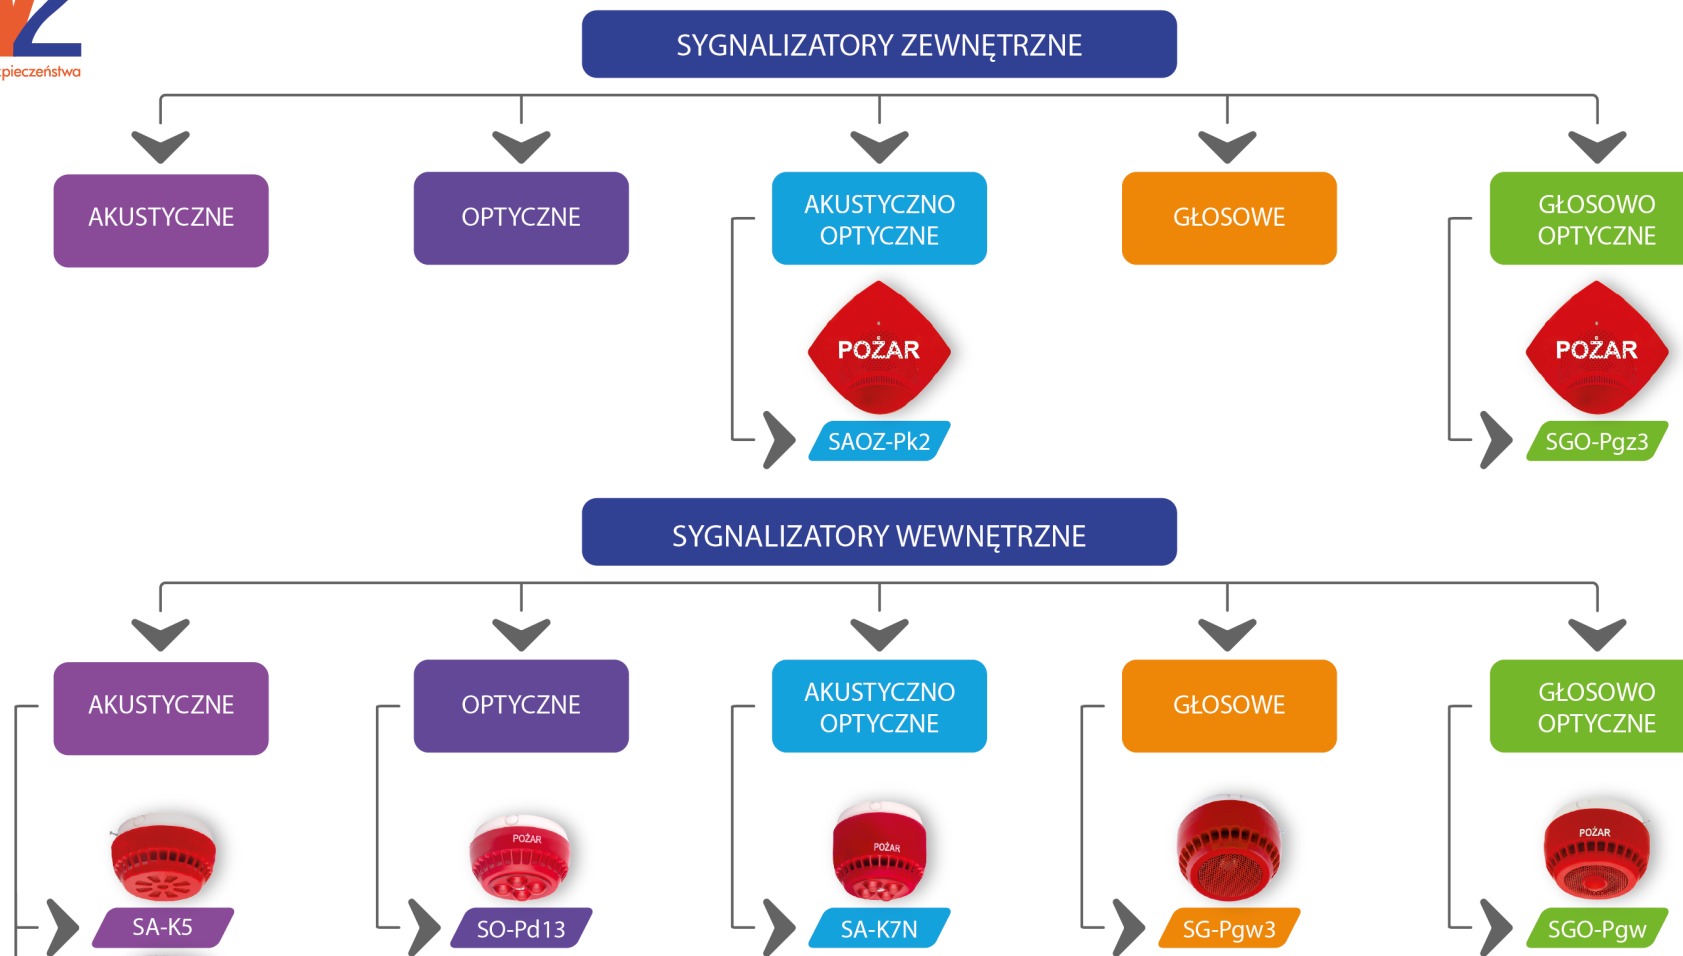 zpieczeństwa
SYGNALIZATORY ZEWNĘTRZNE
AKUSTYCZNE
OPTYCZNE
AKUSTYCZNO
OPTYCZNE
GŁOSOWE
GŁOSOWO
OPTYCZNE
POŻAR
POŻAR
SAOZ-Pk2
SGO-Pgz3
SYGNALIZATORY WEWNĘTRZNE
AKUSTYCZNE
OPTYCZNE
AKUSTYCZNO
OPTYCZNE
GŁOSOWE
GŁOSOWO
OPTYCZNE
POŻAR
POŻAR
POŻAR
SA-K5
SO-Pd13
SA-K7N
SG-Pgw3
SGO-Pgw